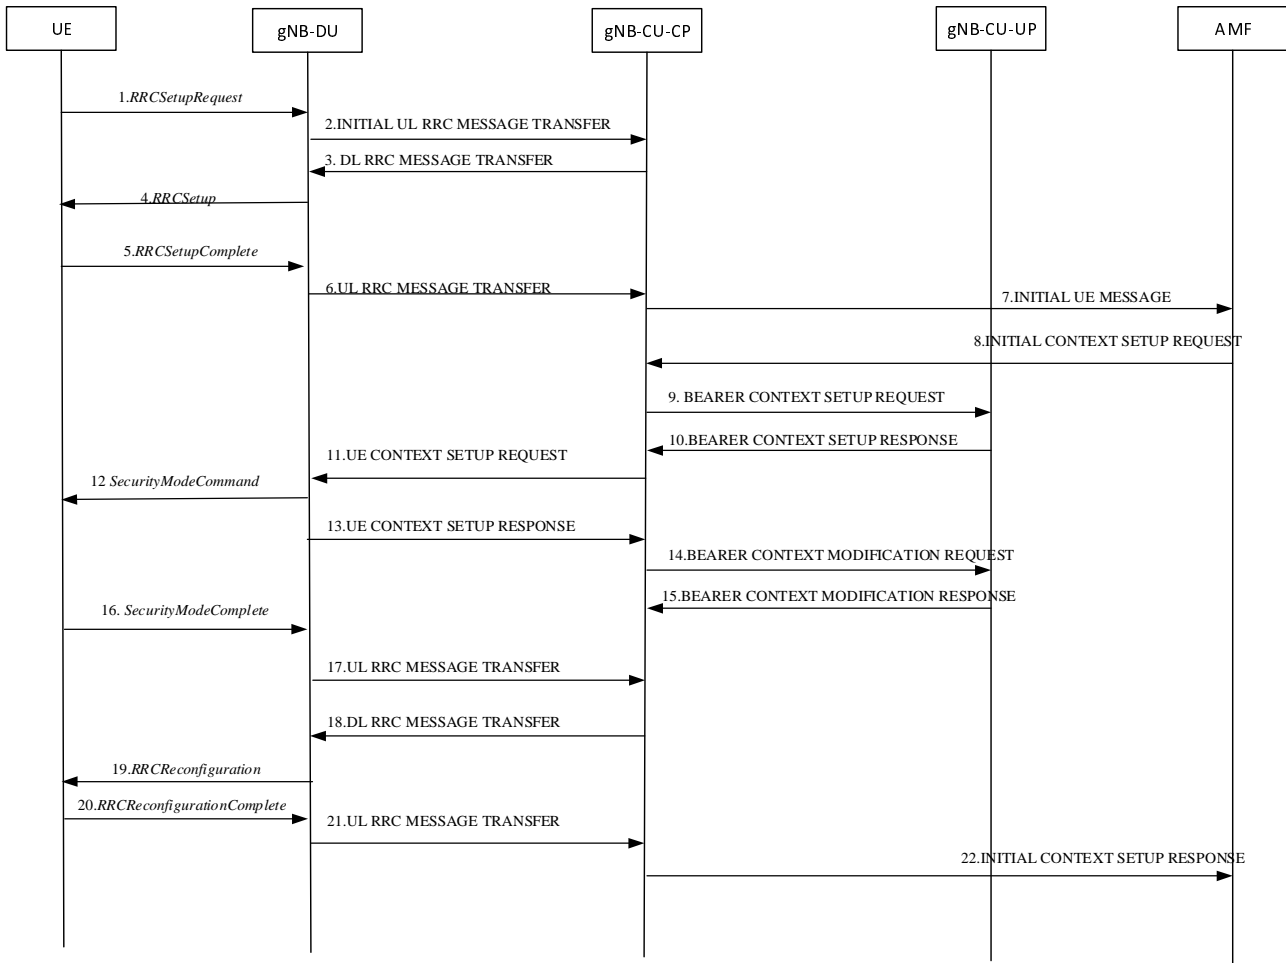 UE
gNB-DU
gNB-CU-CP
gNB-CU-UP
AMF
1.RRCSetupRequest
2.INITIAL UL RRC MESSAGE TRANSFER
3. DL RRC MESSAGE TRANSFER
4.RRCSetup
5.RRCSetupComplete
6.UL RRC MESSAGE TRANSFER
7.INITIAL UE MESSAGE
8.INITIAL CONTEXT SETUP REQUEST
9. BEARER CONTEXT SETUP REQUEST
10.BEARER CONTEXT SETUP RESPONSE
11.UE CONTEXT SETUP REQUEST
12 SecurityModeCommand
13.UE CONTEXT SETUP RESPONSE
14.BEARER CONTEXT MODIFICATION REQUEST
15.BEARER CONTEXT MODIFICATION RESPONSE
16. SecurityModeComplete
17.UL RRC MESSAGE TRANSFER
18.DL RRC MESSAGE TRANSFER
19.RRCReconfiguration
20.RRCReconfigurationComplete
21.UL RRC MESSAGE TRANSFER
22.INITIAL CONTEXT SETUP RESPONSE